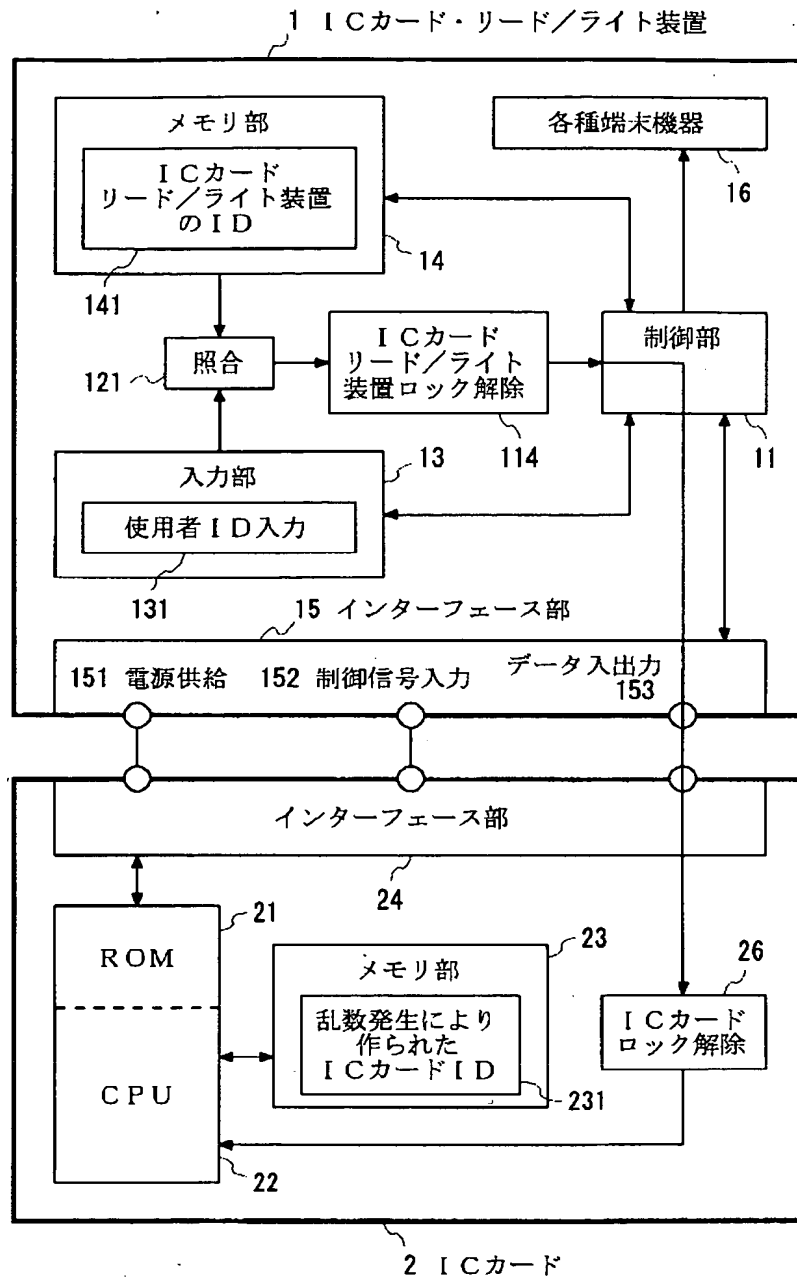 1 ICカード・リード／ライト装置
メモリ部
ICカード
リード／ライト装置
のID
141
14
各種端末機器
16
照合
121
ICカード
リード／ライト
装置ロック解除
114
制御部
11
入力部
13
使用者ID入力
131
15 インターフェース部
151 電源供給
152 制御信号入力
データ入出力
153
インターフェース部
24
ROM
21
CPU
22
メモリ部
23
乱数発生により
作られた
ICカードID
231
26
ICカード
ロック解除
2 ICカード